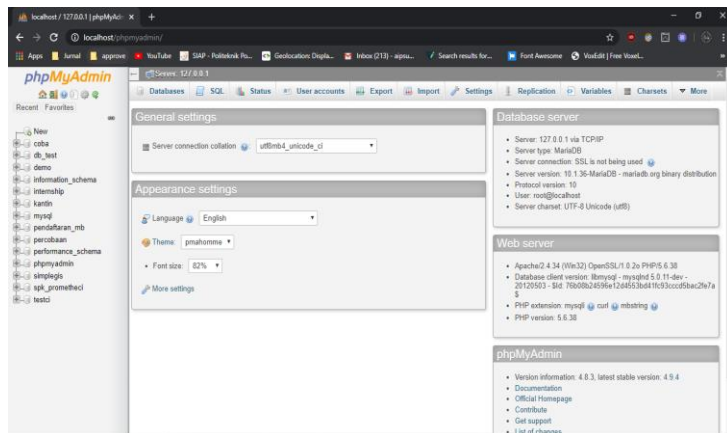 localhost / 127.0.0.1 | phpMyAdm
localhost/phpmyadmin/
Apps Jurnal approve YouTube SIAP - Politeknik Po... Geolocation: Displa... Inbox (213) - aipsu... Search results for... Font Awesome VoxEdit | Free Voxel...
phpMyAdmin
Recent Favorites
New
coba
db_test
demo
information_schema
internship
kantin
mysql
pendaftaran_mb
percobaan
performance_schema
phpmyadmin
simplegis
spk_prometheci
testci
Server: 127.0.0.1
Databases SQL Status User accounts Export Import Settings Replication Variables Charsets More
General settings
Server connection collation utf8mb4_unicode_ci
Appearance settings
Language English
Theme: pmahomme
Font size: 82%
More settings
Database server
Server: 127.0.0.1 via TCP/IP
Server type: MariaDB
Server connection: SSL is not being used
Server version: 10.1.36-MariaDB - mariadb.org binary distribution
Protocol version: 10
User: root@localhost
Server charset: UTF-8 Unicode (utf8)
Web server
Apache/2.4.34 (Win32) OpenSSL/1.0.2o PHP/5.6.38
Database client version: libmysql - mysqlnd 5.0.11-dev -
20120503 - $Id: 76b08b24596e12d4553bd41fc93cccd5bac2fe7a
$
PHP extension: mysqli curl mbstring
PHP version: 5.6.38
phpMyAdmin
Version information: 4.8.3, latest stable version: 4.9.4
Documentation
Official Homepage
Contribute
Get support
List of changes